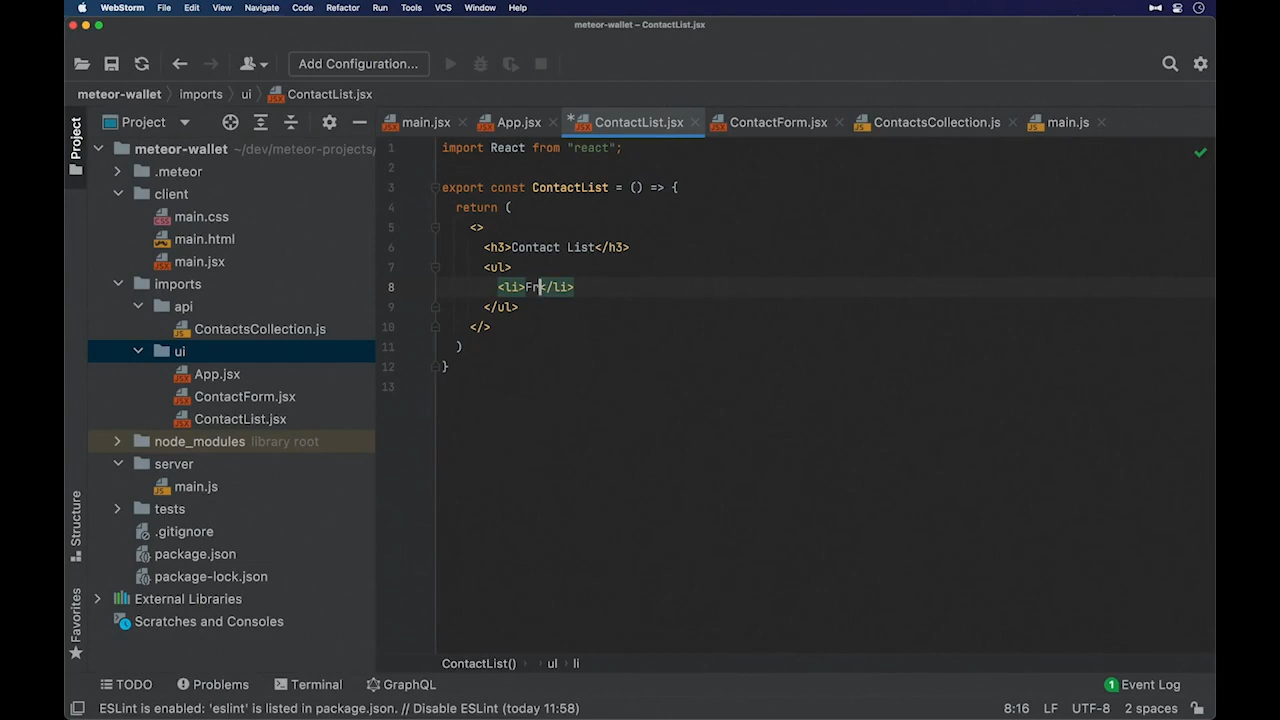 WebStorm File Edit View Navigate Code Refactor Run Tools VCS Window Help
meteor-wallet – ContactList.jsx
Add Configuration...
meteor-wallet imports ui ContactList.jsx
Project
main.jsx App.jsx * ContactList.jsx ContactForm.jsx ContactsCollection.js main.js
Project
Structure
Favorites
meteor-wallet ~/dev/meteor-projects/
.meteor
client
main.css
main.html
main.jsx
imports
api
ContactsCollection.js
ui
App.jsx
ContactForm.jsx
ContactList.jsx
node_modules library root
server
main.js
tests
.gitignore
package.json
package-lock.json
External Libraries
Scratches and Consoles
1 import React from "react";
2
3 export const ContactList = () => {
4 return (
5 <>
6 <h3>Contact List</h3>
7 <ul>
8 <li>Fr</li>
9 </ul>
10 </>
11 )
12 }
13
ContactList() ul li
TODO Problems Terminal GraphQL 1 Event Log
ESLint is enabled: 'eslint' is listed in package.json. // Disable ESLint (today 11:58) 8:16 LF UTF-8 2 spaces